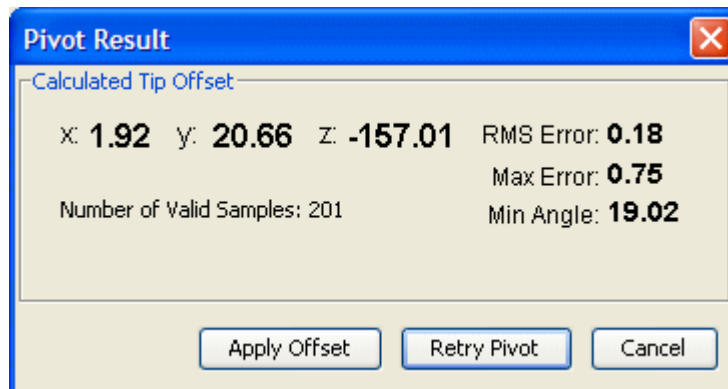 Pivot Result
Calculated Tip Offset
x: 1.92 y: 20.66 z: -157.01 RMS Error: 0.18
Max Error: 0.75
Number of Valid Samples: 201 Min Angle: 19.02
Apply Offset Retry Pivot Cancel